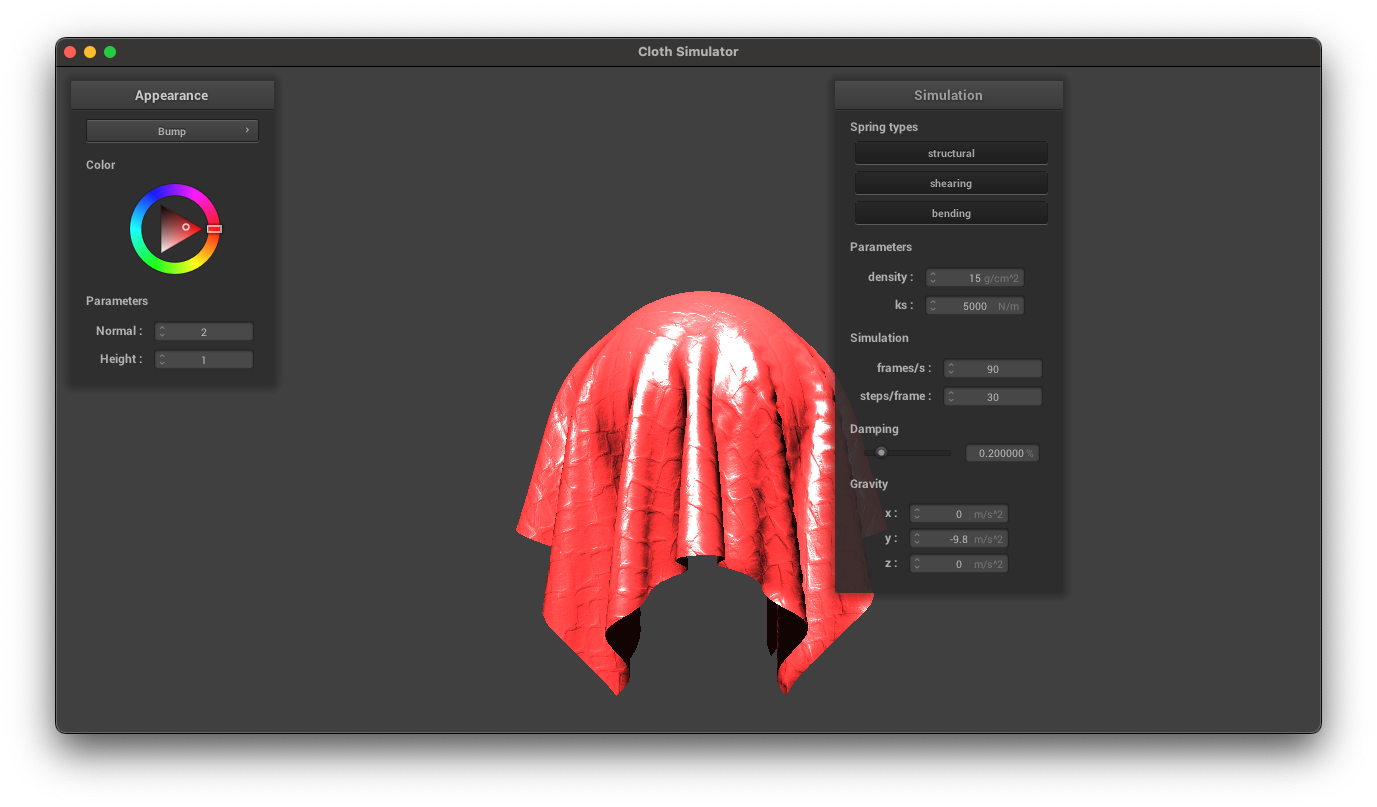 Cloth Simulator
Appearance
Bump
Color
Parameters
Normal : 2
Height : 1
Simulation
Spring types
structural
shearing
bending
Parameters
density : 15 g/cm^2
ks : 5000 N/m
Simulation
frames/s : 90
steps/frame : 30
Damping
0.200000 %
Gravity
x : 0 m/s^2
y : -9.8 m/s^2
z : 0 m/s^2